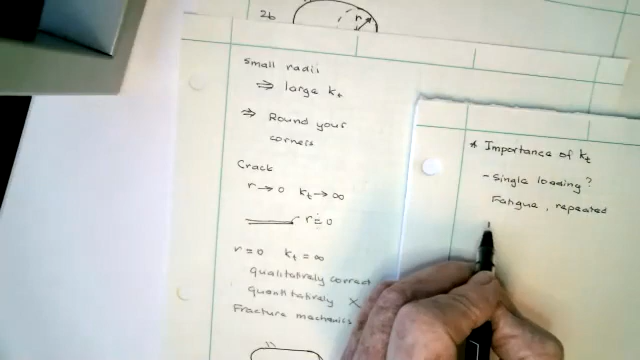 2b
r
small radii
⇒ large kt
⇒ Round your
corners
Crack
r→0 kt→∞
r=0
r=0 kt=∞
qualitatively correct
quantitatively X
Fracture mechanics
* Importance of kt
- Single loading?
Fatigue, repeated